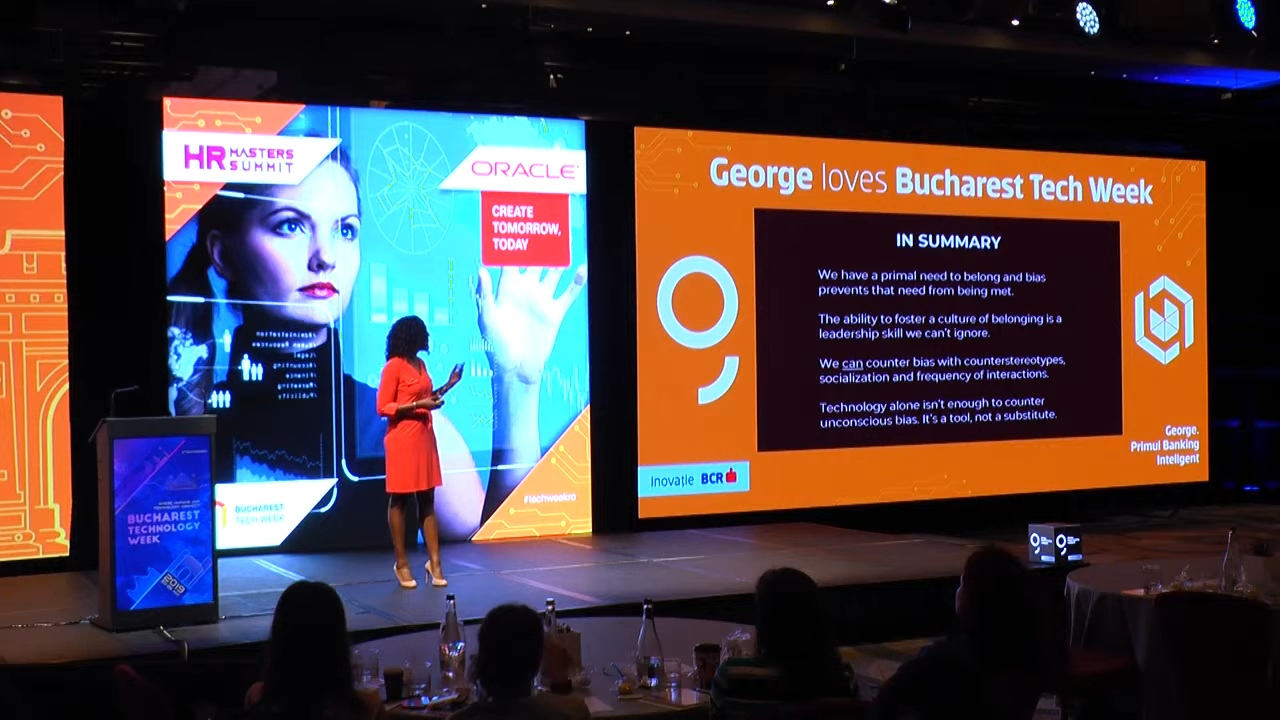 HR MASTERS
SUMMIT
ORACLE
CREATE
TOMORROW,
TODAY
BUCHAREST
TECH WEEK
#techweekro
BUCHAREST
TECHNOLOGY
WEEK
2019
George loves Bucharest Tech Week
IN SUMMARY
We have a primal need to belong and bias
prevents that need from being met.
The ability to foster a culture of belonging is a
leadership skill we can't ignore.
We can counter bias with counterstereotypes,
socialization and frequency of interactions.
Technology alone isn't enough to counter
unconscious bias. It's a tool, not a substitute.
George.
Primul Banking
Inteligent
Inovație BCR